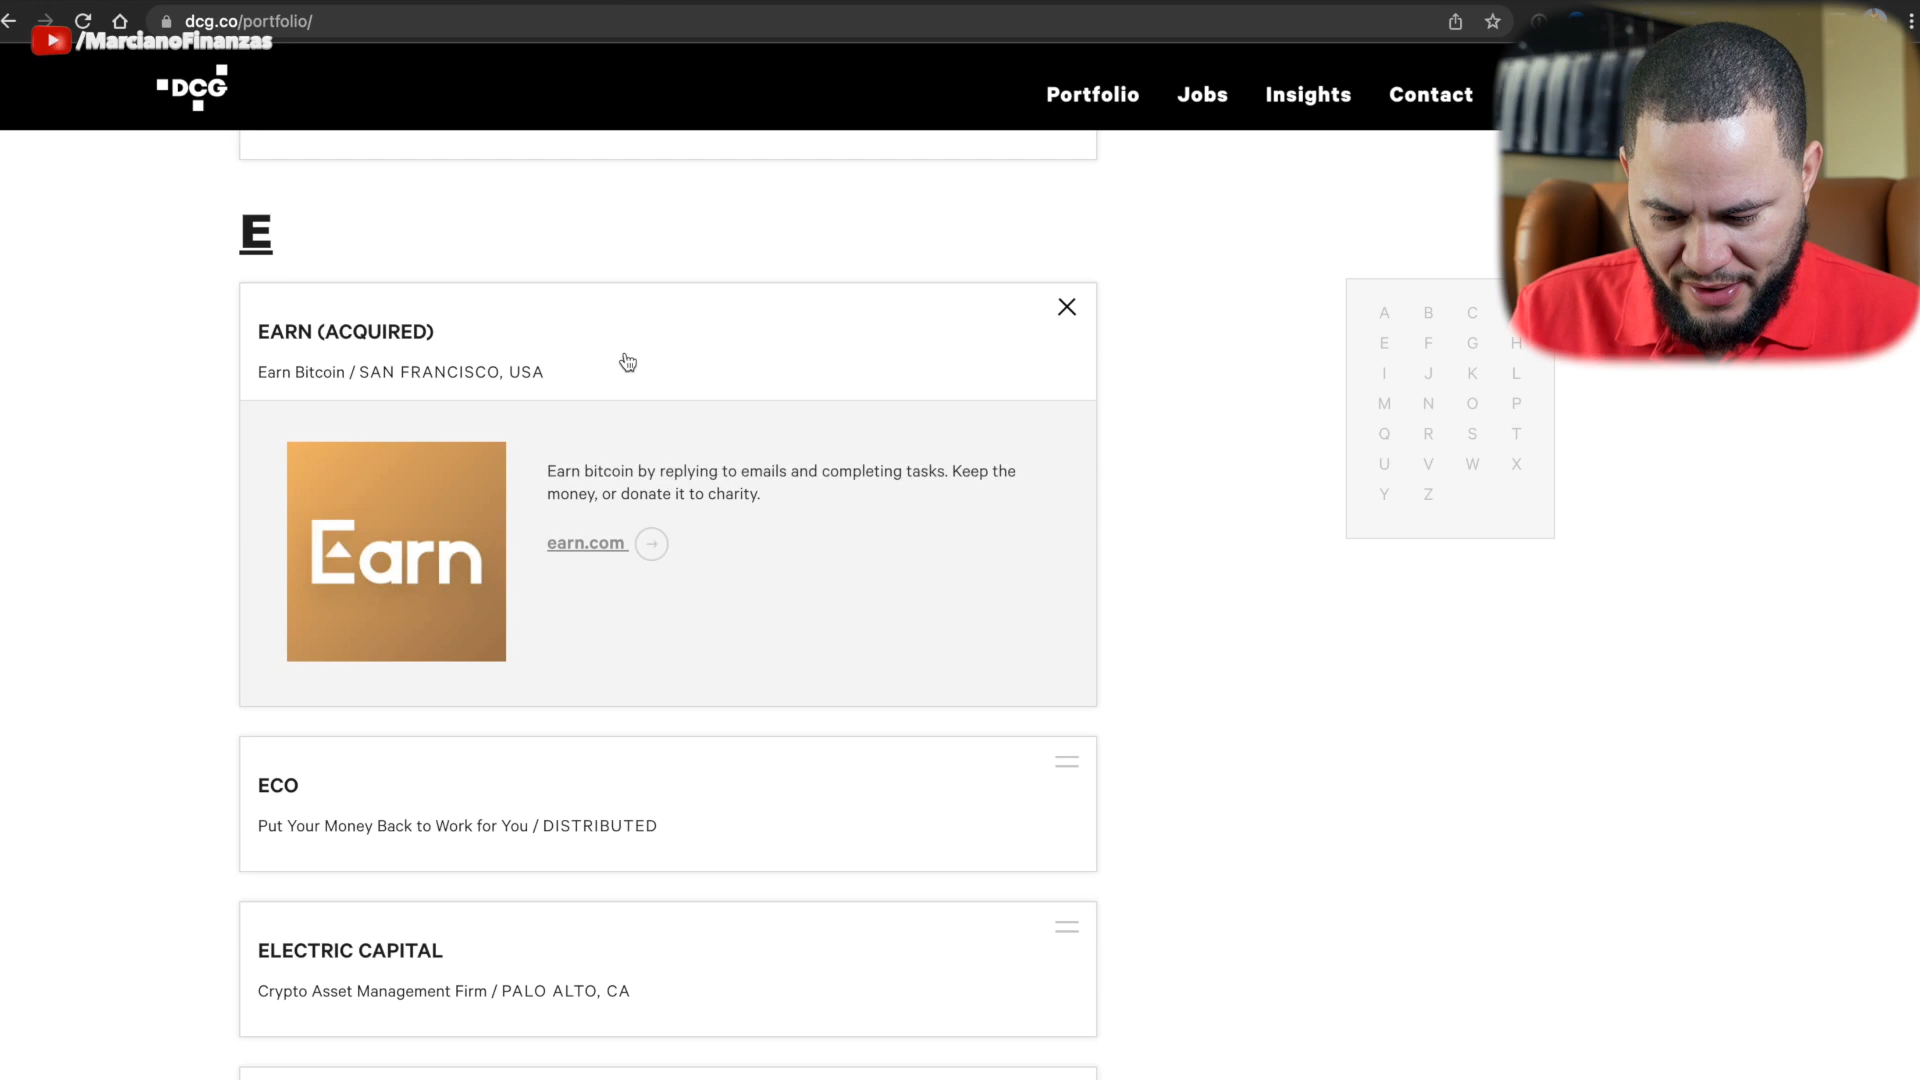 dcg.co/portfolio/
/MarcianoFinanzas
DCG
Portfolio Jobs Insights Contact
E
EARN (ACQUIRED)
Earn Bitcoin / SAN FRANCISCO, USA
Earn
Earn bitcoin by replying to emails and completing tasks. Keep the
money, or donate it to charity.
earn.com
ECO
Put Your Money Back to Work for You / DISTRIBUTED
ELECTRIC CAPITAL
Crypto Asset Management Firm / PALO ALTO, CA
A B C
E F G H
I J K L
M N O P
Q R S T
U V W X
Y Z